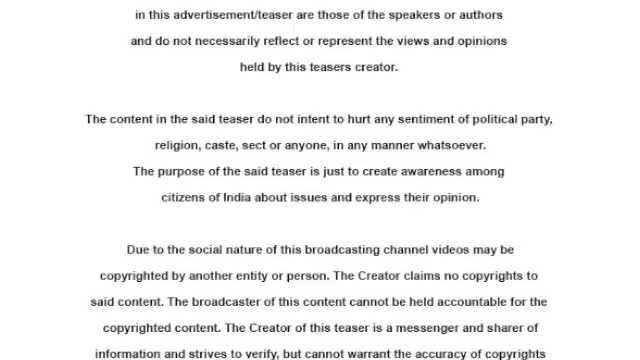 in this advertisement/teaser are those of the speakers or authors
and do not necessarily reflect or represent the views and opinions
held by this teasers creator.
The content in the said teaser do not intent to hurt any sentiment of political party,
religion, caste, sect or anyone, in any manner whatsoever.
The purpose of the said teaser is just to create awareness among
citizens of India about issues and express their opinion.
Due to the social nature of this broadcasting channel videos may be
copyrighted by another entity or person. The Creator claims no copyrights to
said content. The broadcaster of this content cannot be held accountable for the
copyrighted content. The Creator of this teaser is a messenger and sharer of
information and strives to verify, but cannot warrant the accuracy of copyrights